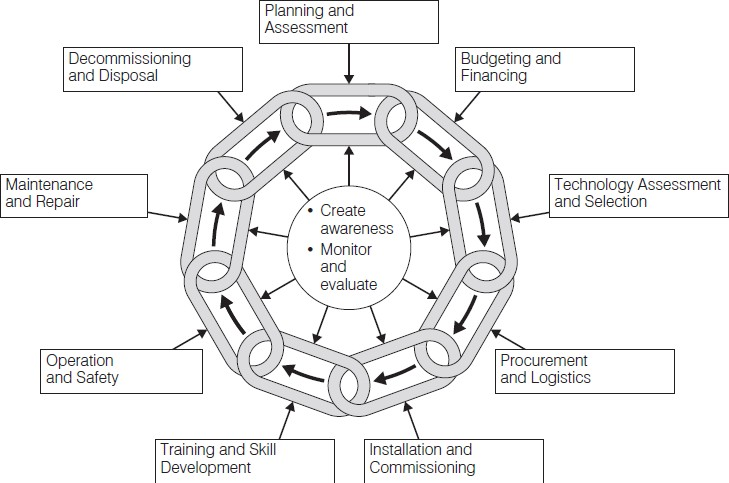 Planning and
Assessment
Budgeting and
Financing
Technology Assessment
and Selection
Procurement
and Logistics
Installation and
Commissioning
Training and Skill
Development
Operation
and Safety
Maintenance
and Repair
Decommissioning
and Disposal
• Create
awareness
• Monitor
and
evaluate